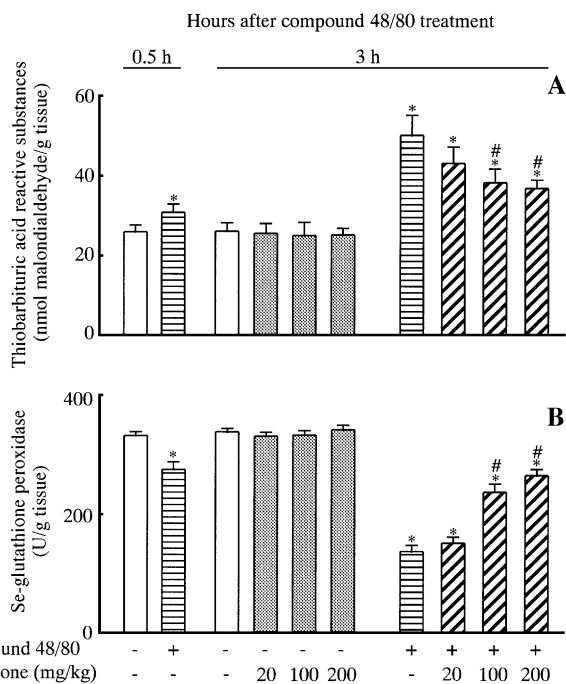 Hours after compound 48/80 treatment
0.5 h 3 h
A
Thiobarbituric acid reactive substances
(nmol malondialdehyde/g tissue)
60
40
20
0
* * * # * # *
B
Se-glutathione peroxidase
(U/g tissue)
400
200
0
* * * # * # *
ound 48/80 - + - - - - + + + +
one (mg/kg) - - - 20 100 200 - 20 100 200